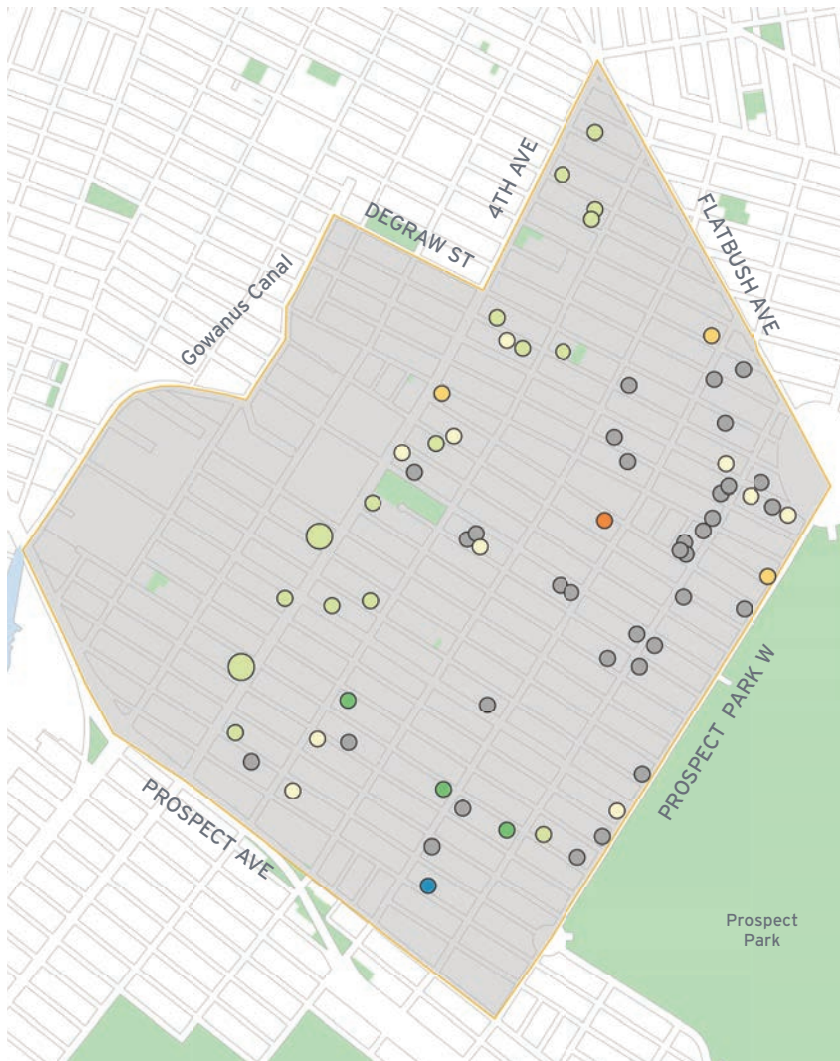 4TH AVE
DEGRAW ST
FLATBUSH AVE
Gowanus Canal
PROSPECT PARK W
PROSPECT AVE
Prospect
Park